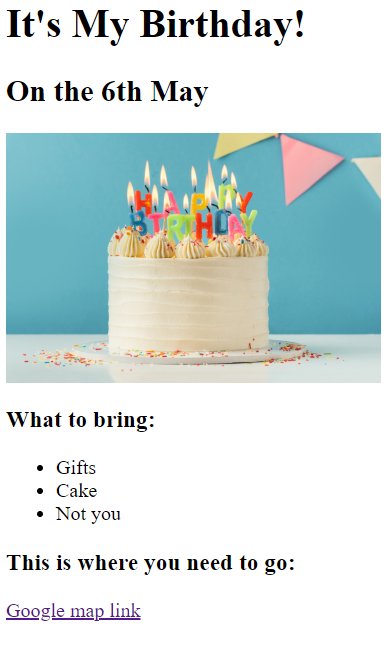 It's My Birthday!
On the 6th May
HAPPY
BIRTHDAY
What to bring:
Gifts
Cake
Not you
This is where you need to go:
Google map link